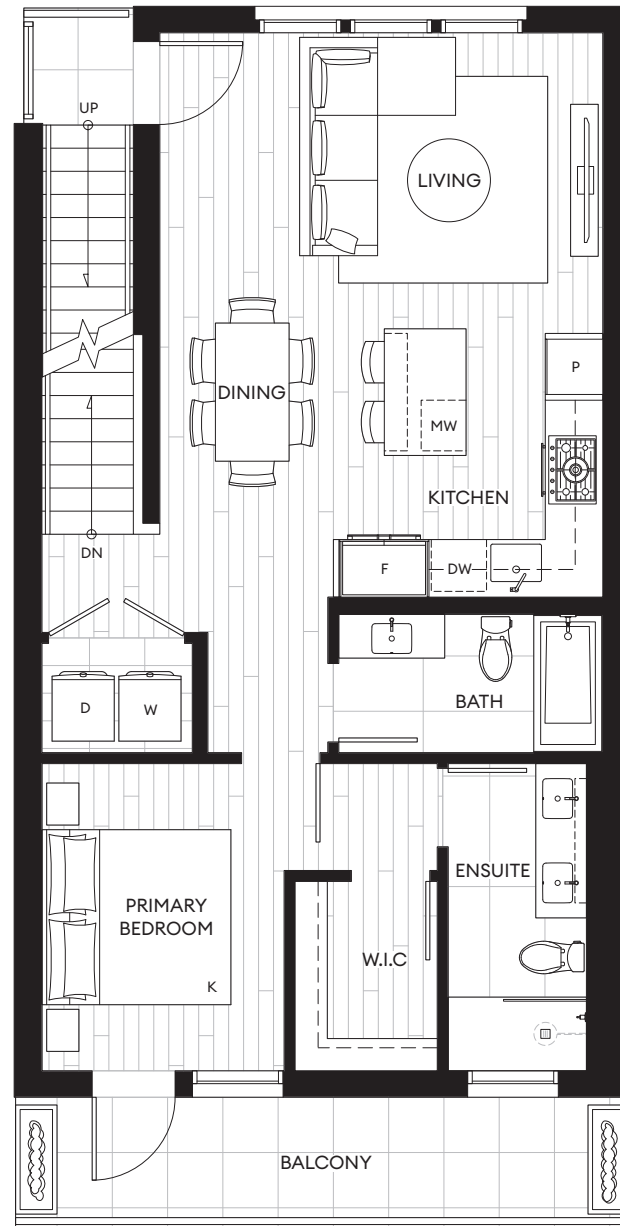 UP
LIVING
P
DINING
MW
KITCHEN
DN
F
DW
D
W
BATH
ENSUITE
PRIMARY
BEDROOM
W.I.C
K
BALCONY